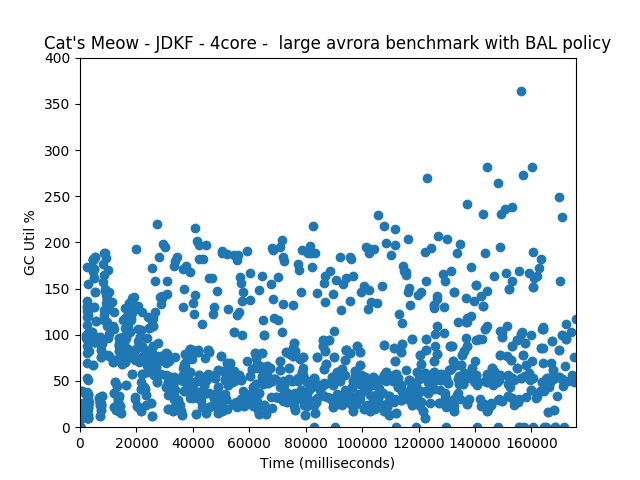 Cat's Meow - JDKF - 4core -  large avrora benchmark with BAL policy
400
350
300
250
200
150
100
50
0
GC Util %
0 20000 40000 60000 80000 100000 120000 140000 160000
Time (milliseconds)